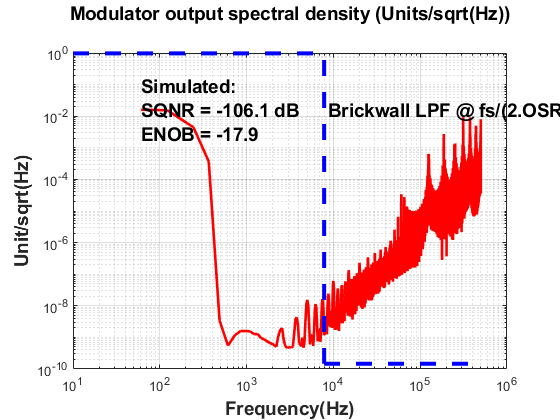 Modulator output spectral density (Units/sqrt(Hz))
10^0
10^-2
10^-4
10^-6
10^-8
10^-10
Unit/sqrt(Hz)
Simulated:
SQNR = -106.1 dB
ENOB = -17.9
Brickwall LPF @ fs/(2.OSR
10^1
10^2
10^3
10^4
10^5
10^6
Frequency(Hz)